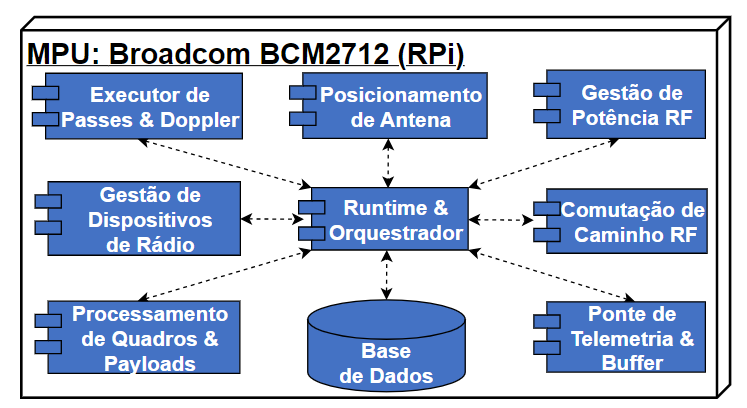 MPU: Broadcom BCM2712 (RPi)
Executor de
Passes & Doppler
Posicionamento
de Antena
Gestão de
Potência RF
Gestão de
Dispositivos
de Rádio
Runtime &
Orquestrador
Comutação de
Caminho RF
Processamento
de Quadros &
Payloads
Base
de Dados
Ponte de
Telemetria &
Buffer